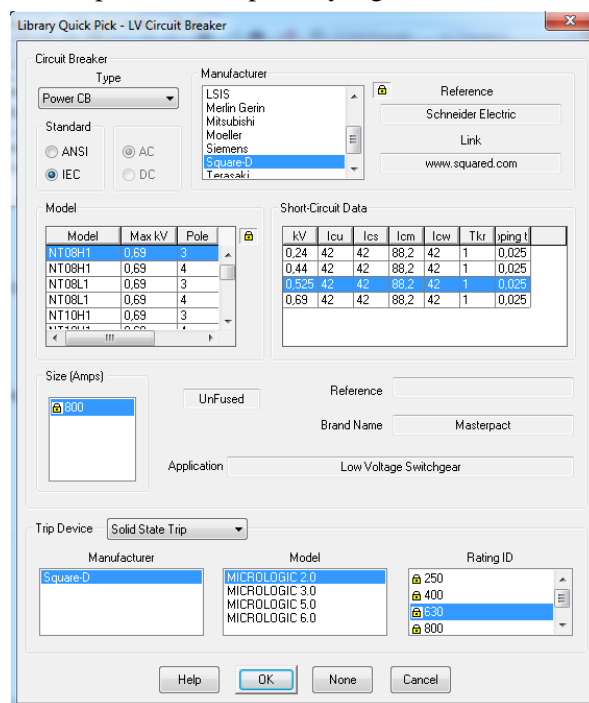 Library Quick Pick - LV Circuit Breaker
Circuit Breaker
Type
Power CB
Standard
ANSI
IEC
AC
DC
Manufacturer
LSIS
Merlin Gerin
Mitsubishi
Moeller
Siemens
Square-D
Terasaki
Reference
Schneider Electric
Link
www.squared.com
Model
Model Max kV Pole
NT08H1 0,69 3
NT08H1 0,69 4
NT08L1 0,69 3
NT08L1 0,69 4
NT10H1 0,69 3
NT10H1 0,69 4
Short-Circuit Data
kV Icu Ics Icm Icw Tkr pping t
0,24 42 42 88,2 42 1 0,025
0,44 42 42 88,2 42 1 0,025
0,525 42 42 88,2 42 1 0,025
0,69 42 42 88,2 42 1 0,025
Size (Amps)
800
UnFused
Reference
Brand Name Masterpact
Application Low Voltage Switchgear
Trip Device Solid State Trip
Manufacturer
Square-D
Model
MICROLOGIC 2.0
MICROLOGIC 3.0
MICROLOGIC 5.0
MICROLOGIC 6.0
Rating ID
250
400
630
800
Help OK None Cancel